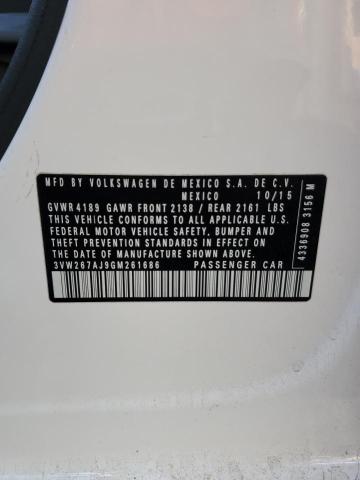 MFD BY VOLKSWAGEN DE MEXICO S.A. DE C.V.
MEXICO 10/15
GVWR 4189 GAWR FRONT 2138 / REAR 2161 LBS
THIS VEHICLE CONFORMS TO ALL APPLICABLE U.S.
FEDERAL MOTOR VEHICLE SAFETY, BUMPER AND
THEFT PREVENTION STANDARDS IN EFFECT ON THE
DATE OF MANUFACTURE SHOWN ABOVE.
3VW267AJ9GM261686 PASSENGER CAR
4336908 3156 M